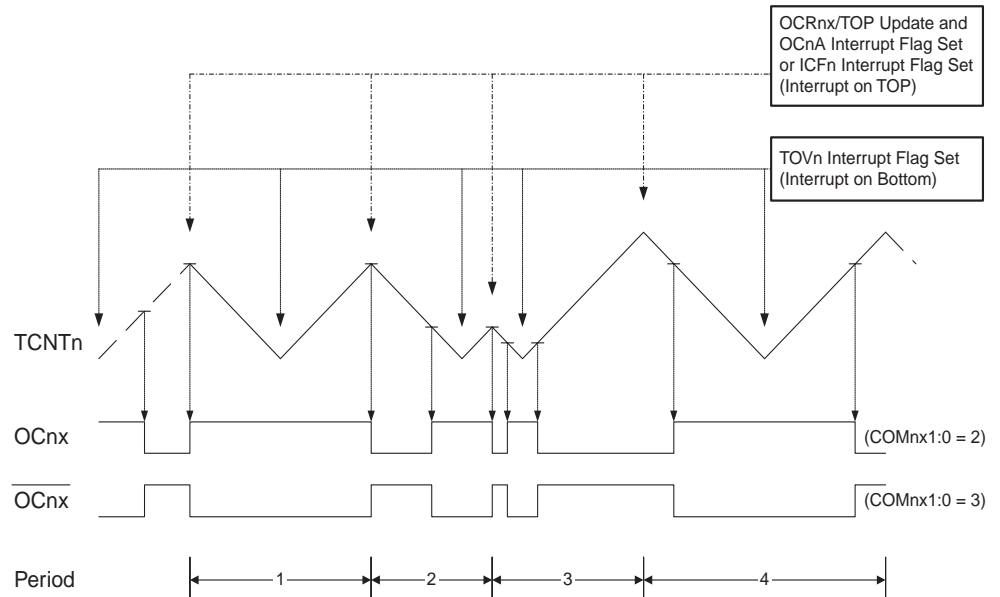 OCRnx/TOP Update and
OCnA Interrupt Flag Set
or ICFn Interrupt Flag Set
(Interrupt on TOP)
TOVn Interrupt Flag Set
(Interrupt on Bottom)
TCNTn
OCnx
(COMnx1:0 = 2)
OCnx
(COMnx1:0 = 3)
Period
1
2
3
4